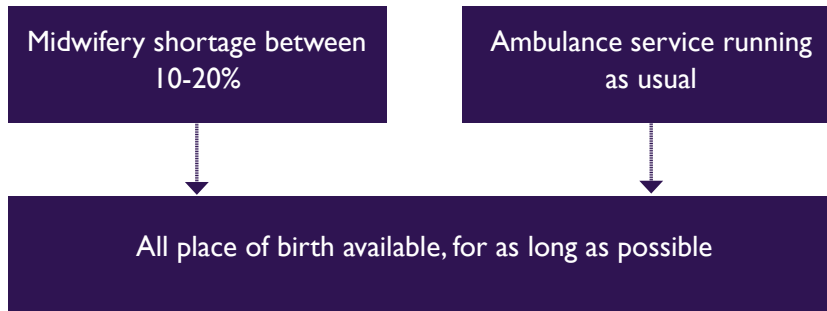 Midwifery shortage between
10-20%
Ambulance service running
as usual
All place of birth available, for as long as possible